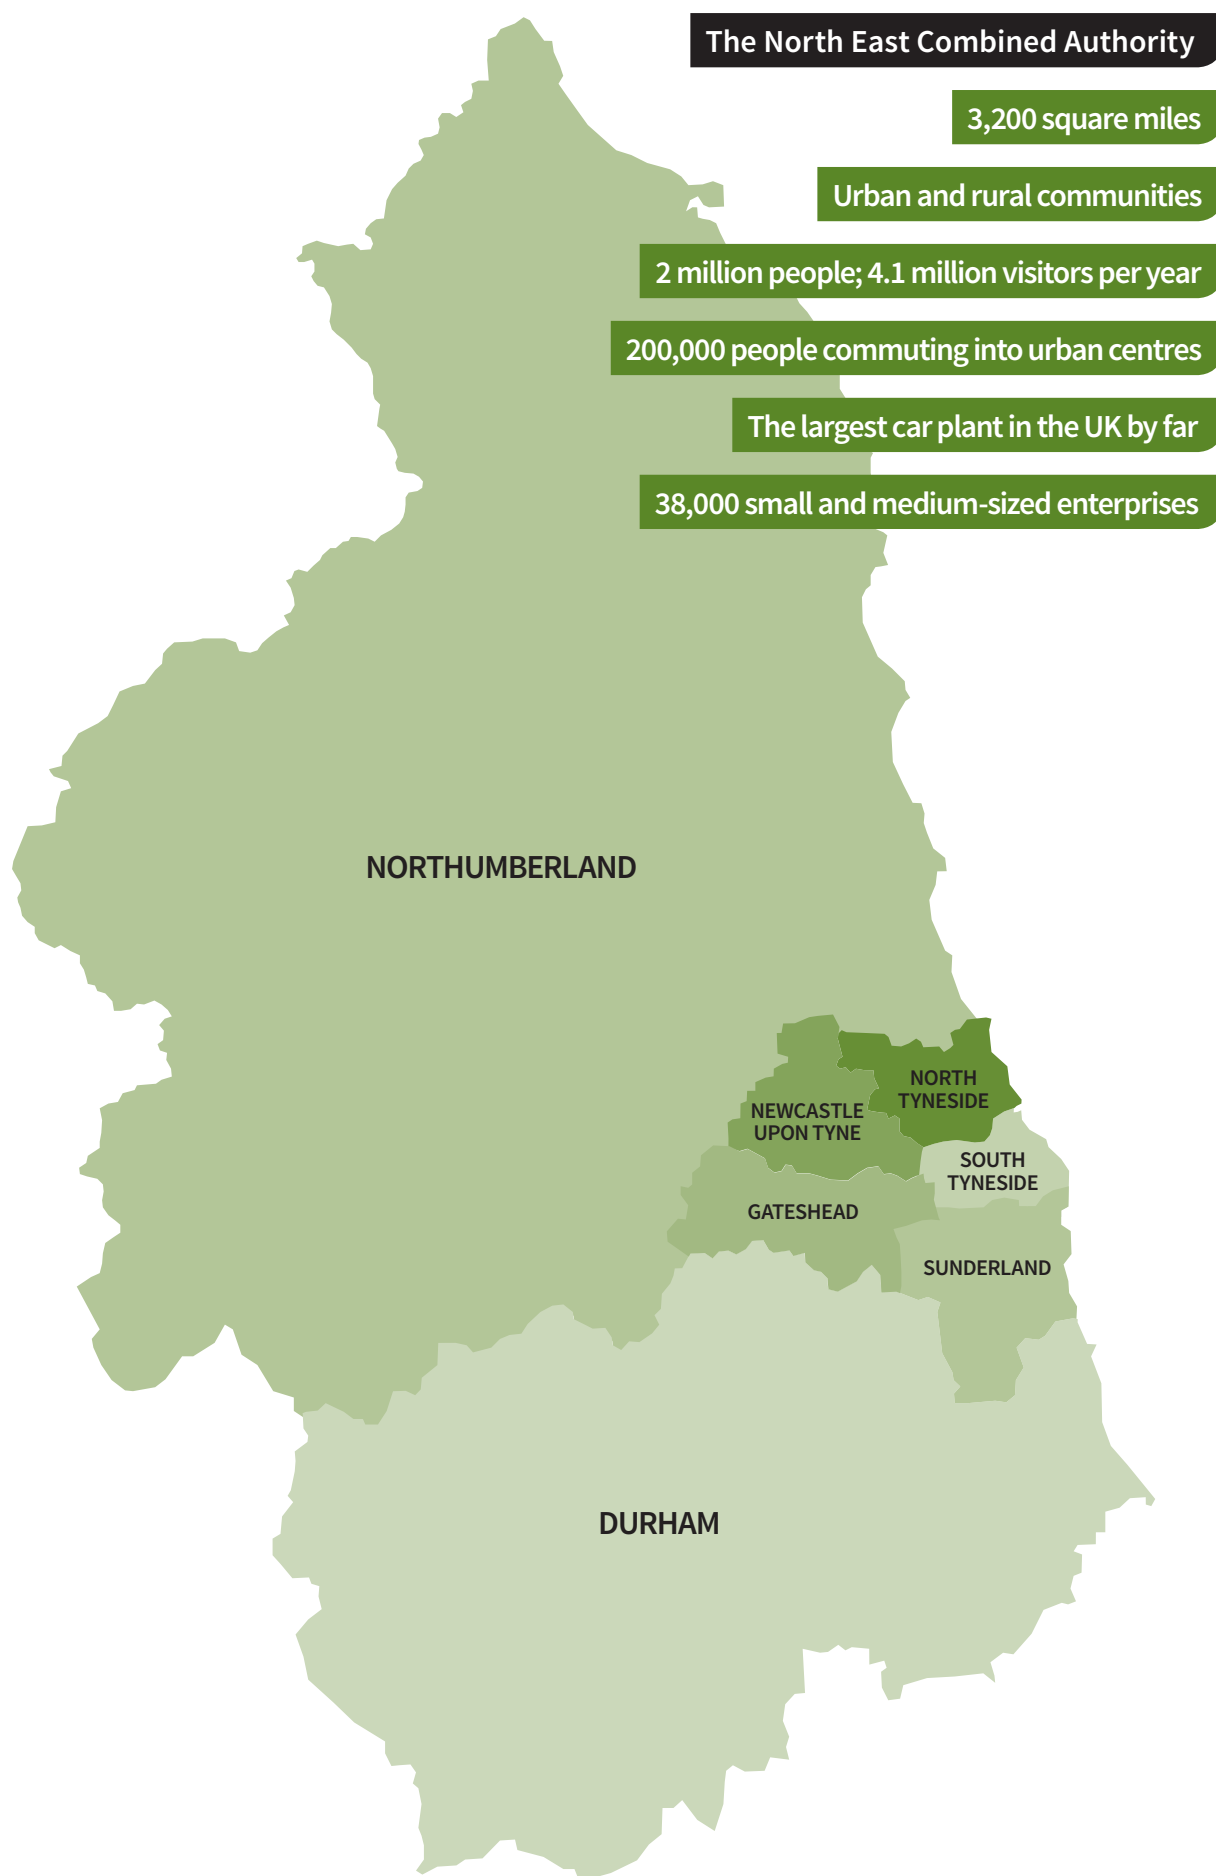 The North East Combined Authority
3,200 square miles
Urban and rural communities
2 million people; 4.1 million visitors per year
200,000 people commuting into urban centres
The largest car plant in the UK by far
38,000 small and medium-sized enterprises
NORTHUMBERLAND
NORTH
TYNESIDE
NEWCASTLE
UPON TYNE
SOUTH
TYNESIDE
GATESHEAD
SUNDERLAND
DURHAM